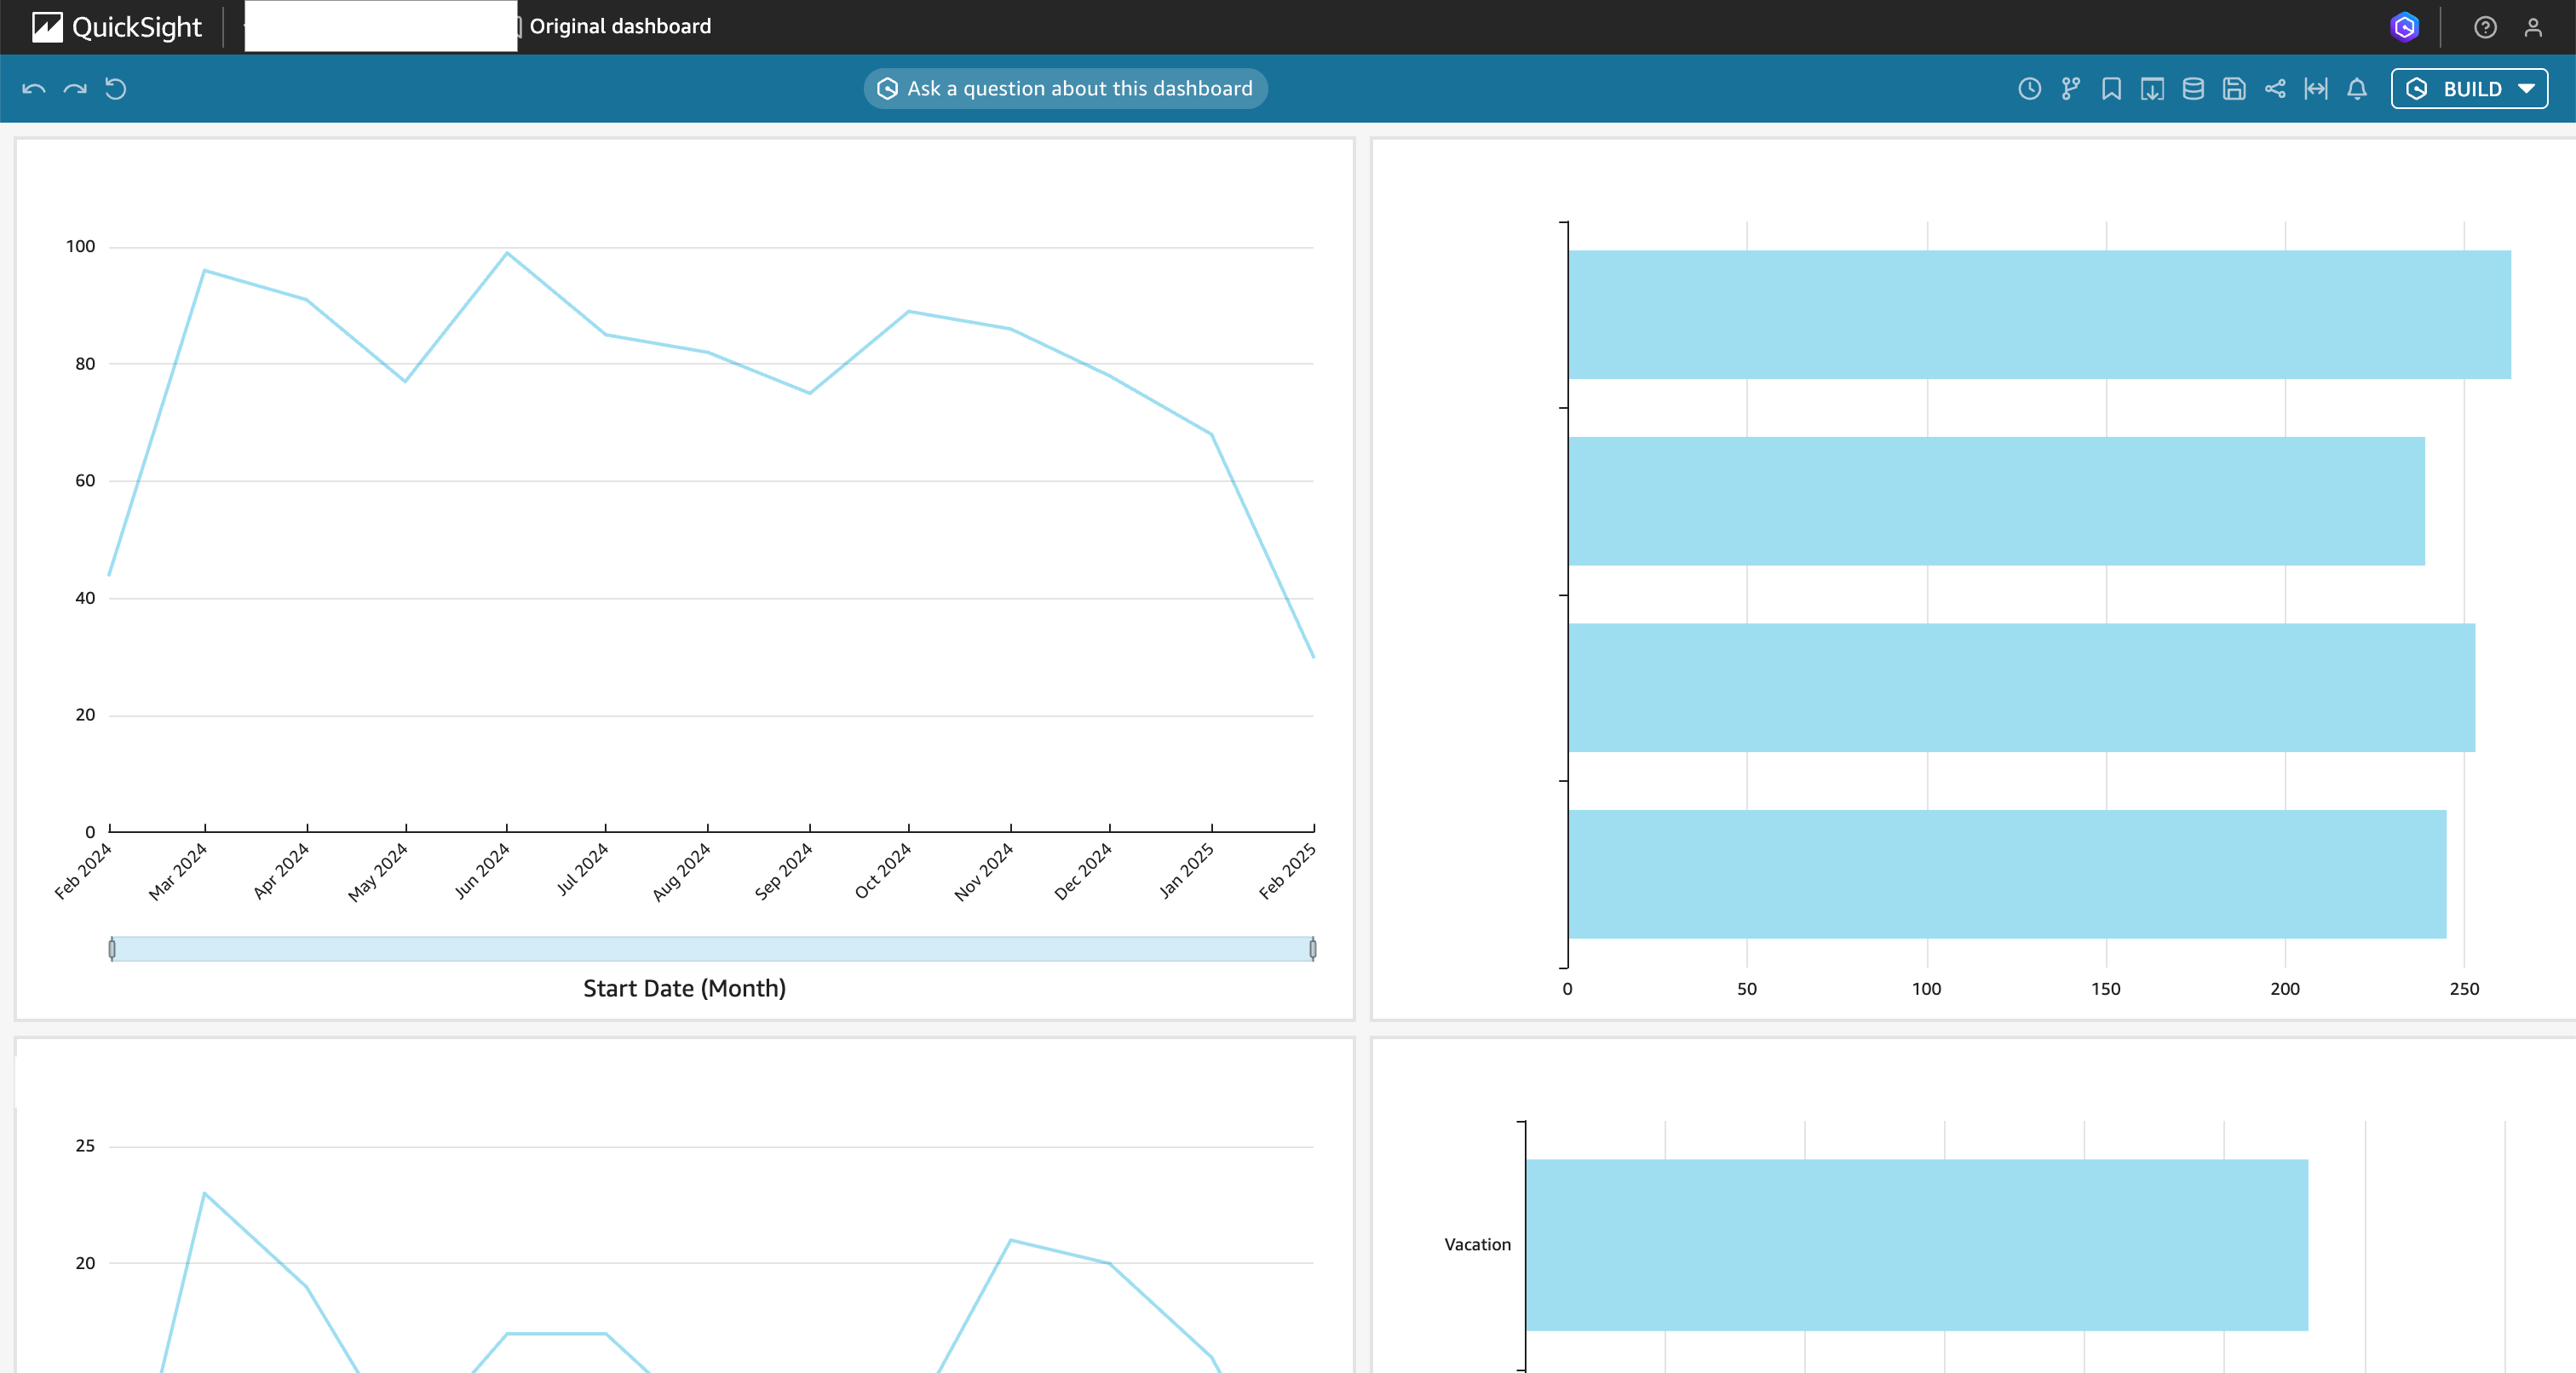 QuickSight
Original dashboard
Ask a question about this dashboard
BUILD
100
80
60
40
20
0
Feb 2024
Mar 2024
Apr 2024
May 2024
Jun 2024
Jul 2024
Aug 2024
Sep 2024
Oct 2024
Nov 2024
Dec 2024
Jan 2025
Feb 2025
Start Date (Month)
0
50
100
150
200
250
25
20
Vacation